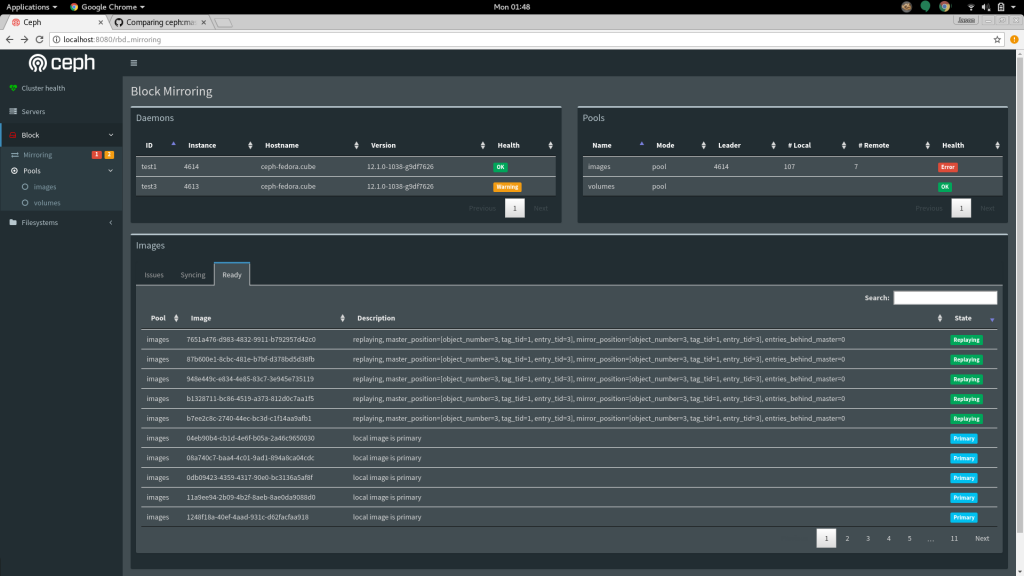 Applications
Google Chrome
Mon 01:48
Ceph
Comparing ceph:ma
localhost:8080/rbd_mirroring
ceph
Cluster health
Servers
Block
Mirroring 1 2
Pools
images
volumes
Filesystems
Block Mirroring
Daemons
ID Instance Hostname Version Health
test1 4614 ceph-fedora.cube 12.1.0-1038-g9df7626 OK
test3 4613 ceph-fedora.cube 12.1.0-1038-g9df7626 Warning
Previous 1 Next
Pools
Name Mode Leader # Local # Remote Health
images pool 4614 107 7 Error
volumes pool OK
Previous 1 Next
Images
Issues Syncing Ready
Search:
Pool Image Description State
images 7651a476-d983-4832-9911-b792957d42c0 replaying, master_position=[object_number=3, tag_tid=1, entry_tid=3], mirror_position=[object_number=3, tag_tid=1, entry_tid=3], entries_behind_master=0 Replaying
images 87b600e1-8cbc-481e-b7bf-d378bd5d38fb replaying, master_position=[object_number=3, tag_tid=1, entry_tid=3], mirror_position=[object_number=3, tag_tid=1, entry_tid=3], entries_behind_master=0 Replaying
images 948e449c-e834-4e85-83c7-3e945e735119 replaying, master_position=[object_number=3, tag_tid=1, entry_tid=3], mirror_position=[object_number=3, tag_tid=1, entry_tid=3], entries_behind_master=0 Replaying
images b1328711-bc86-4519-a373-812d0c7aa1f5 replaying, master_position=[object_number=3, tag_tid=1, entry_tid=3], mirror_position=[object_number=3, tag_tid=1, entry_tid=3], entries_behind_master=0 Replaying
images b7ee2c8c-2740-44ec-bc3d-c1f14aa9afb1 replaying, master_position=[object_number=3, tag_tid=1, entry_tid=3], mirror_position=[object_number=3, tag_tid=1, entry_tid=3], entries_behind_master=0 Replaying
images 04eb90b4-cb1d-4e6f-b05a-2a46c9650030 local image is primary Primary
images 08a740c7-baa4-4c01-9ad1-894a8ca04cdc local image is primary Primary
images 0db09423-4359-4317-90a0-bc3136a5af8f local image is primary Primary
images 11a9ee94-2b09-4b2f-8aeb-8ae0da9088d0 local image is primary Primary
images 1248f18a-40ef-4aad-931c-d62facfaa918 local image is primary Primary
1 2 3 4 5 ... 11 Next